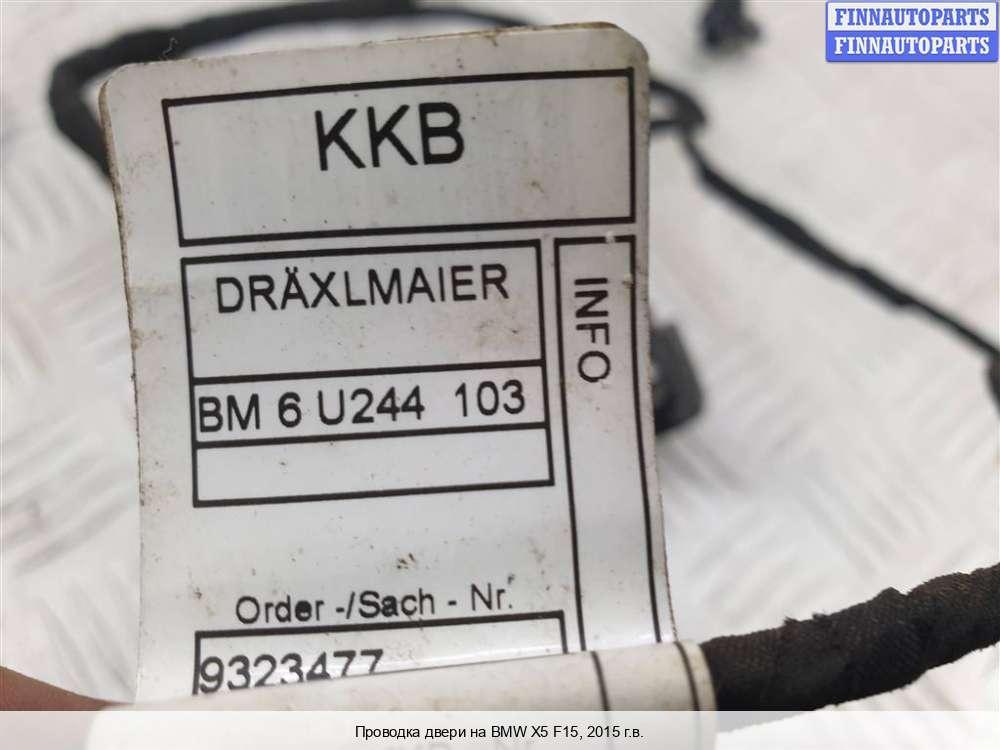 FINNAUTOPARTS
FINNAUTOPARTS
KKB
DRÄXLMAIER
INFO
BM 6 U244 103
Order -/Sach - Nr.
9323477
Проводка двери на BMW X5 F15, 2015 г.в.